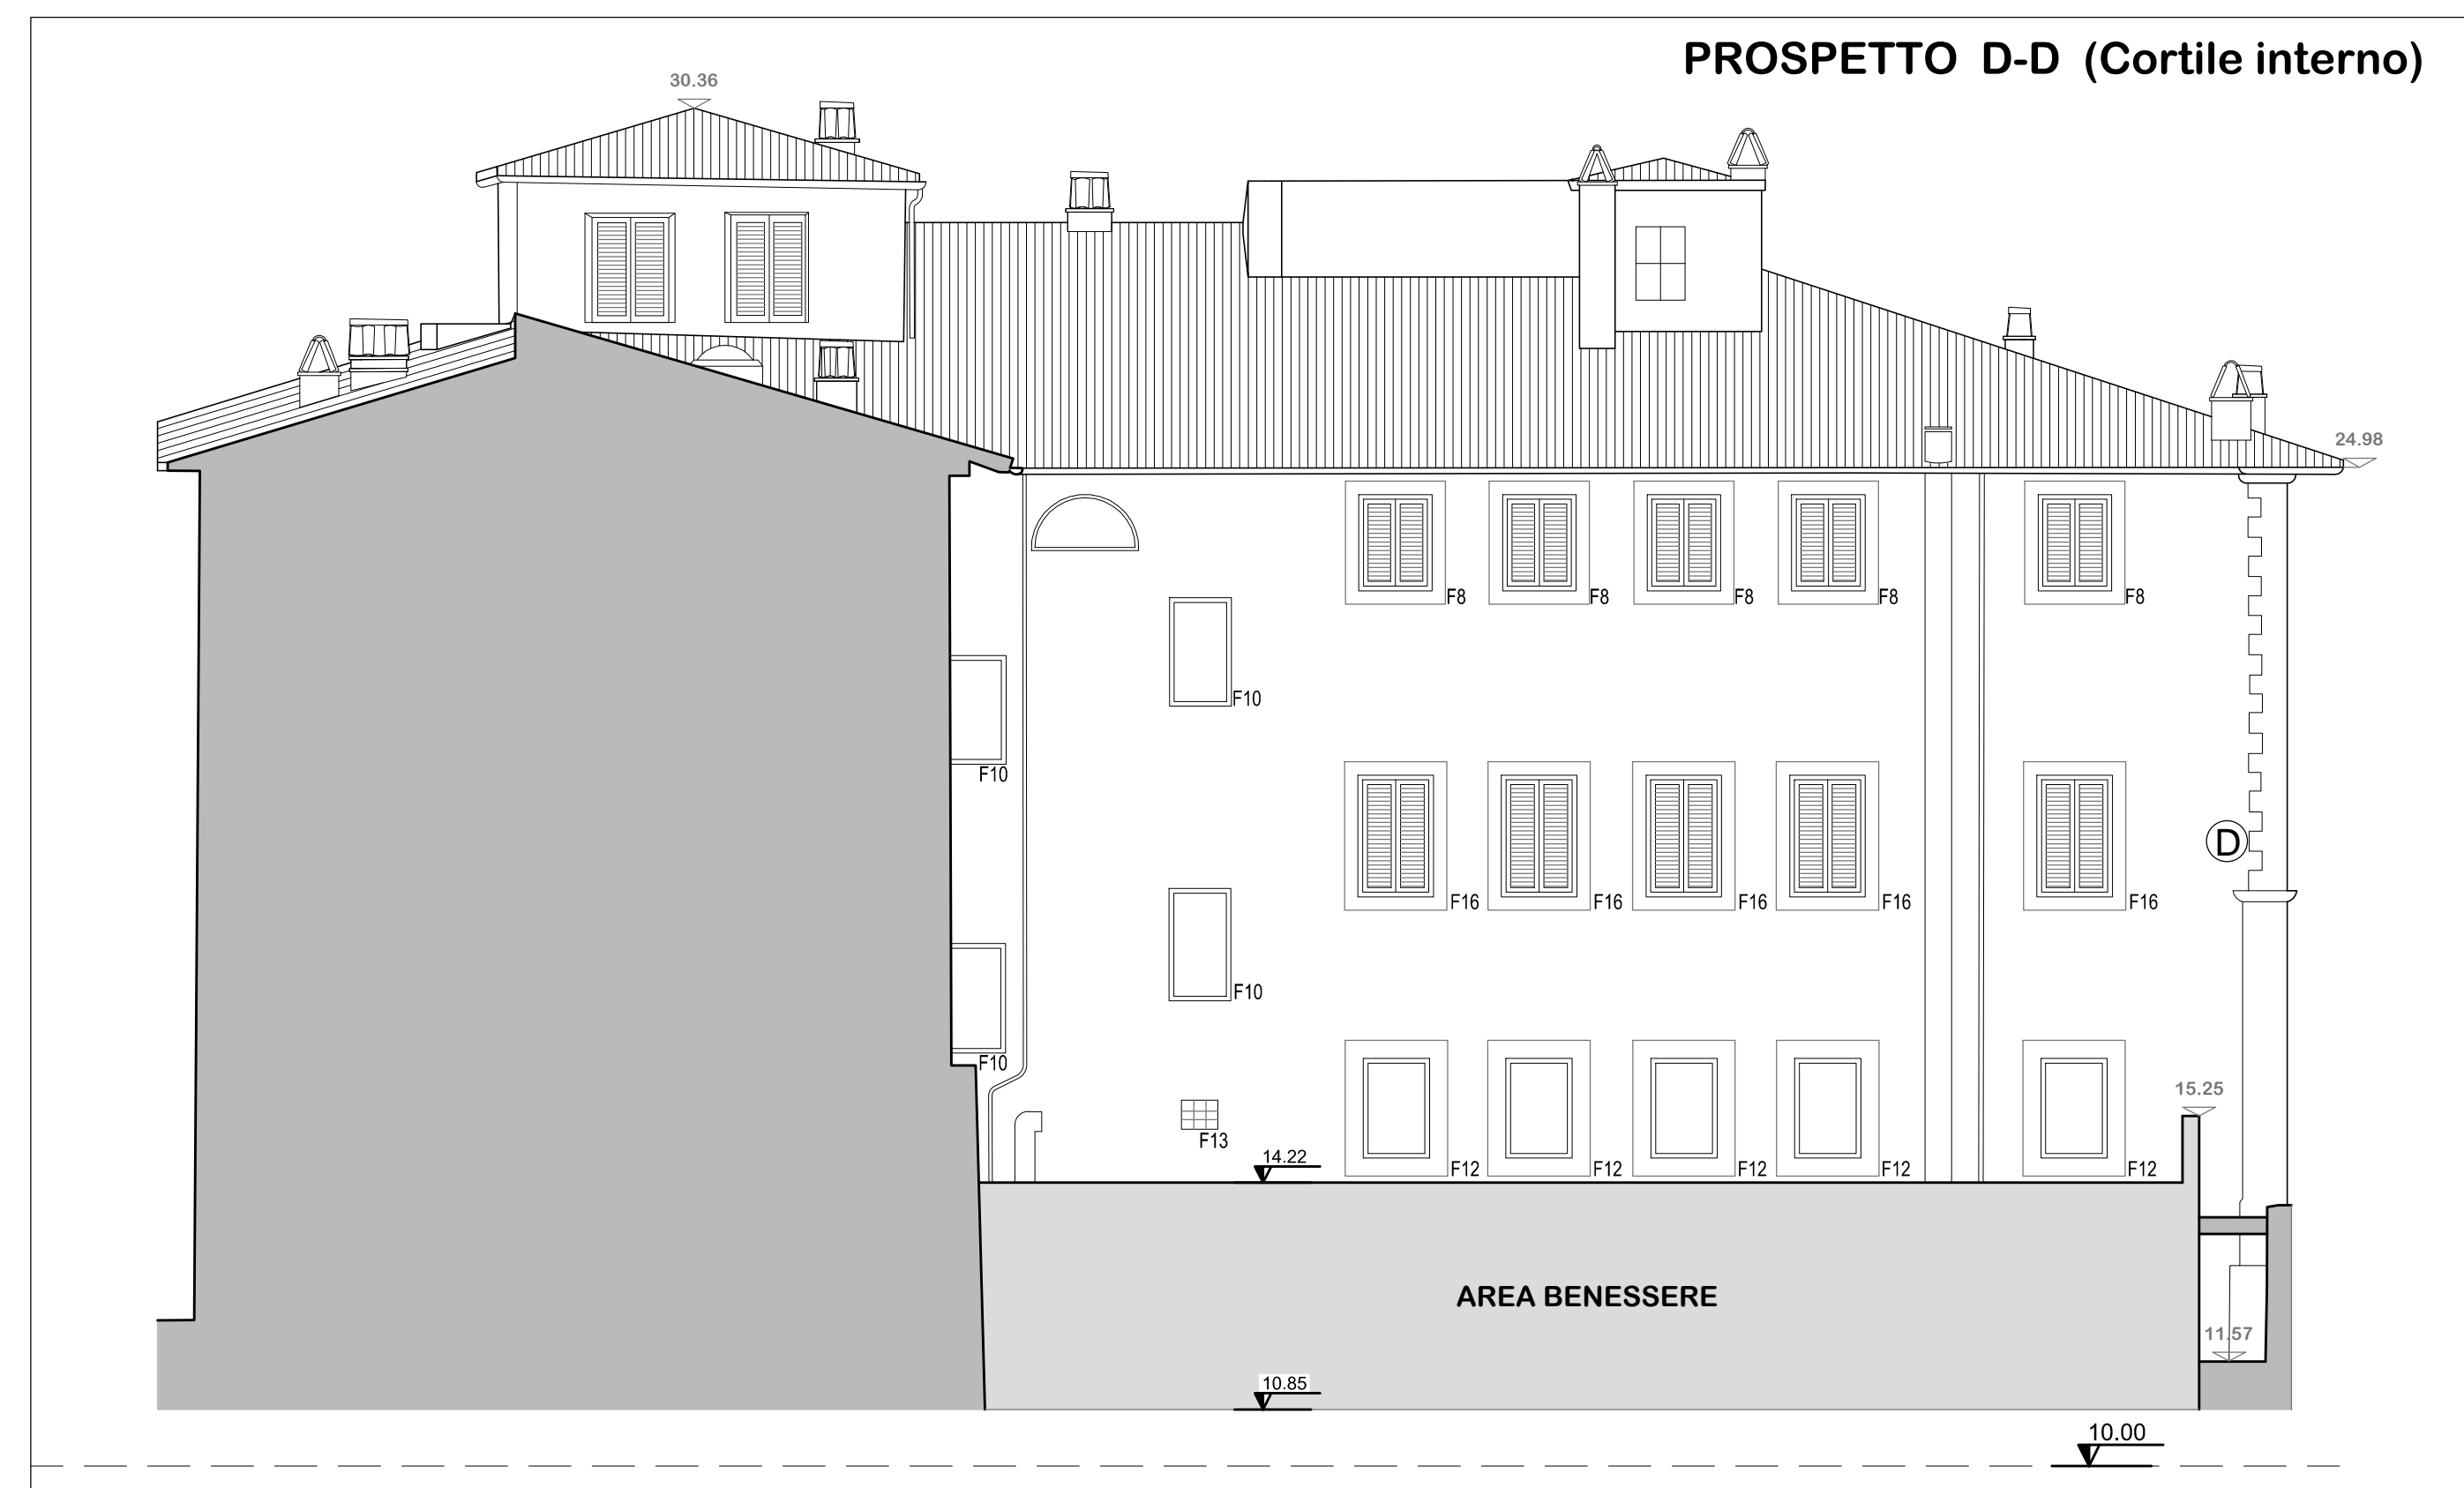 PROSPETTO D-D (Cortile interno)
30.36
24.98
F8 F8 F8 F8 F8
F10
F10
D
F16 F16 F16 F16 F16
F10
F10
15.25
F13
14.22
F12 F12 F12 F12 F12
AREA BENESSERE
11.57
10.85
10.00